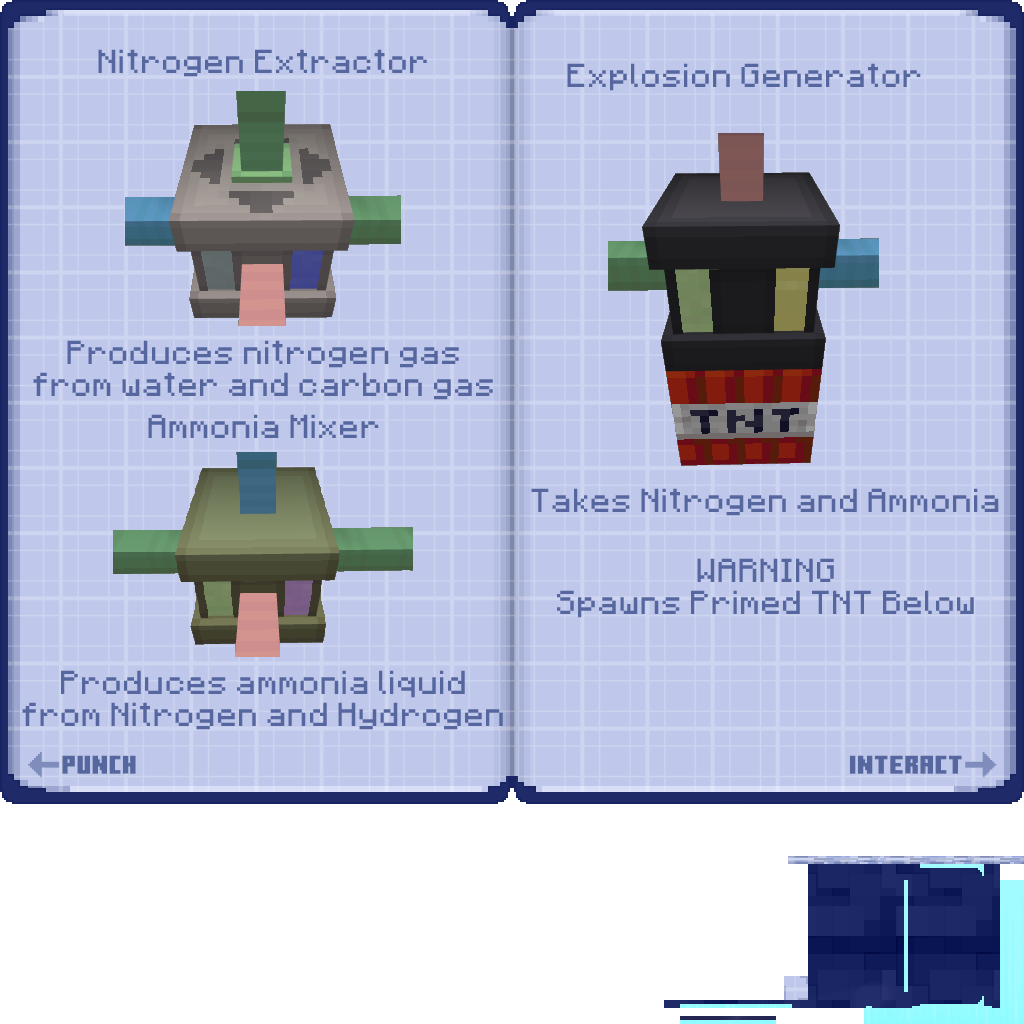 Nitrogen Extractor
Produces nitrogen gas
from water and carbon gas
Ammonia Mixer
Produces ammonia liquid
from Nitrogen and Hydrogen
PUNCH
Explosion Generator
TNT
Takes Nitrogen and Ammonia
WARNING
Spawns Primed TNT Below
INTERACT